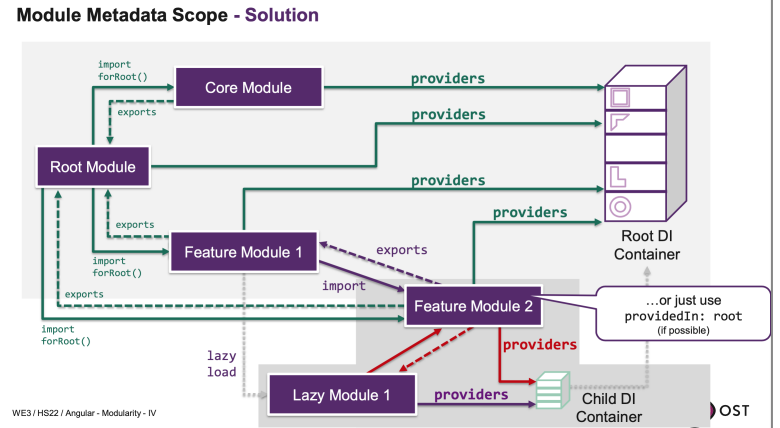 Module Metadata Scope - Solution
import
forRoot()
Core Module
providers
exports
providers
Root Module
providers
providers
exports
Feature Module 1
exports
Root DI
Container
import
forRoot()
import
exports
Feature Module 2
…or just use
providedIn: root
(if possible)
import
forRoot()
providers
lazy
load
Lazy Module 1
providers
Child DI
Container
WE3 / HS22 / Angular - Modularity - IV
OST